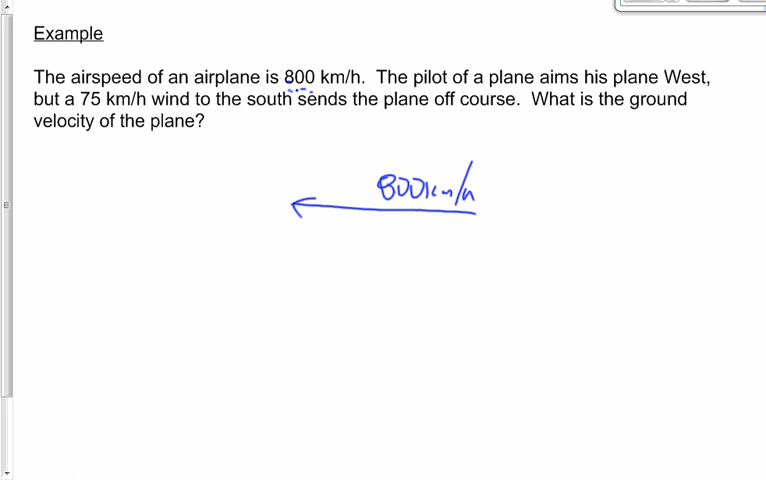 Example
The airspeed of an airplane is 800 km/h.  The pilot of a plane aims his plane West,
but a 75 km/h wind to the south sends the plane off course.  What is the ground
velocity of the plane?
800km/h